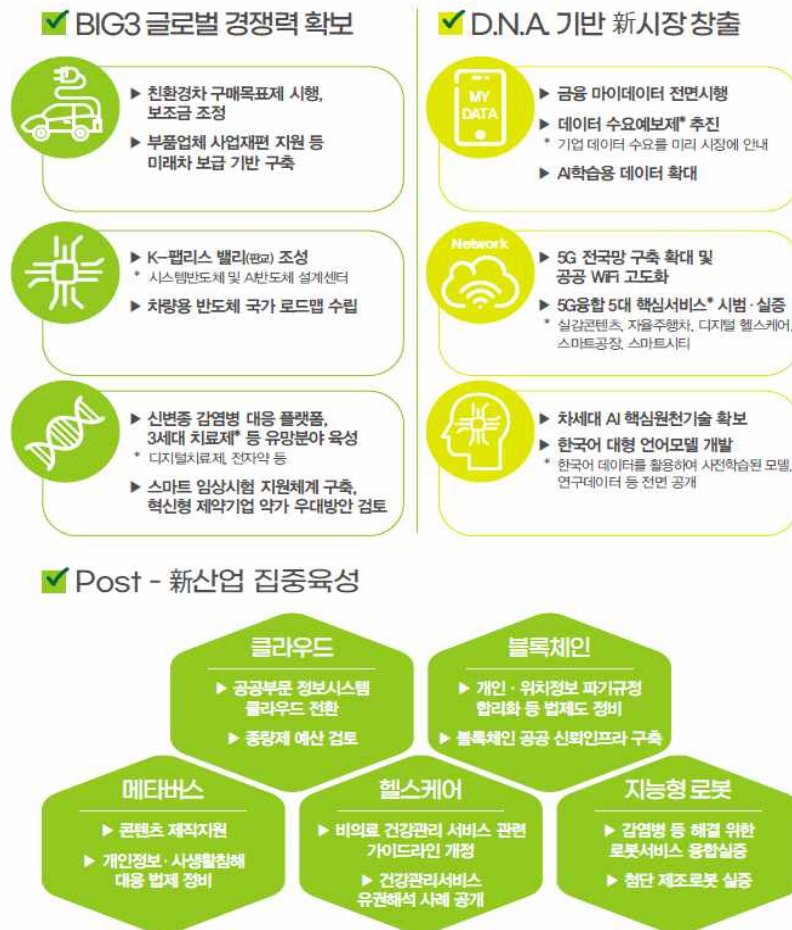 BIG3 글로벌 경쟁력 확보
▶ 친환경차 구매목표제 시행,
보조금 조정
▶ 부품업체 사업재편 지원 등
미래차 보급 기반 구축
▶ K-팹리스 밸리(판교) 조성
* 시스템반도체 및 AI반도체 설계센터
▶ 차량용 반도체 국가 로드맵 수립
▶ 신변종 감염병 대응 플랫폼,
3세대 치료제* 등 유망분야 육성
* 디지털치료제, 전자약 등
▶ 스마트 임상시험 지원체계 구축,
혁신형 제약기업 약가 우대방안 검토
D.N.A. 기반 新시장 창출
MY
DATA
▶ 금융 마이데이터 전면시행
▶ 데이터 수요예보제* 추진
* 기업 데이터 수요를 미리 시장에 안내
▶ AI학습용 데이터 확대
Network
▶ 5G 전국망 구축 확대 및
공공 WiFi 고도화
▶ 5G융합 5대 핵심서비스* 시범·실증
* 실감콘텐츠, 자율주행차, 디지털 헬스케어,
스마트공장, 스마트시티
▶ 차세대 AI 핵심원천기술 확보
▶ 한국어 대형 언어모델 개발
* 한국어 데이터를 활용하여 사전학습된 모델,
연구데이터 등 전면 공개
Post - 新산업 집중육성
클라우드
▶ 공공부문 정보시스템
클라우드 전환
▶ 종량제 예산 검토
블록체인
▶ 개인·위치정보 파기규정
합리화 등 법제도 정비
▶ 블록체인 공공 신뢰인프라 구축
메타버스
▶ 콘텐츠 제작지원
▶ 개인정보·사생활침해
대응 법제 정비
헬스케어
▶ 비의료 건강관리 서비스 관련
가이드라인 개정
▶ 건강관리서비스
유권해석 사례 공개
지능형 로봇
▶ 감염병 등 해결 위한
로봇서비스 융합실증
▶ 첨단 제조로봇 실증